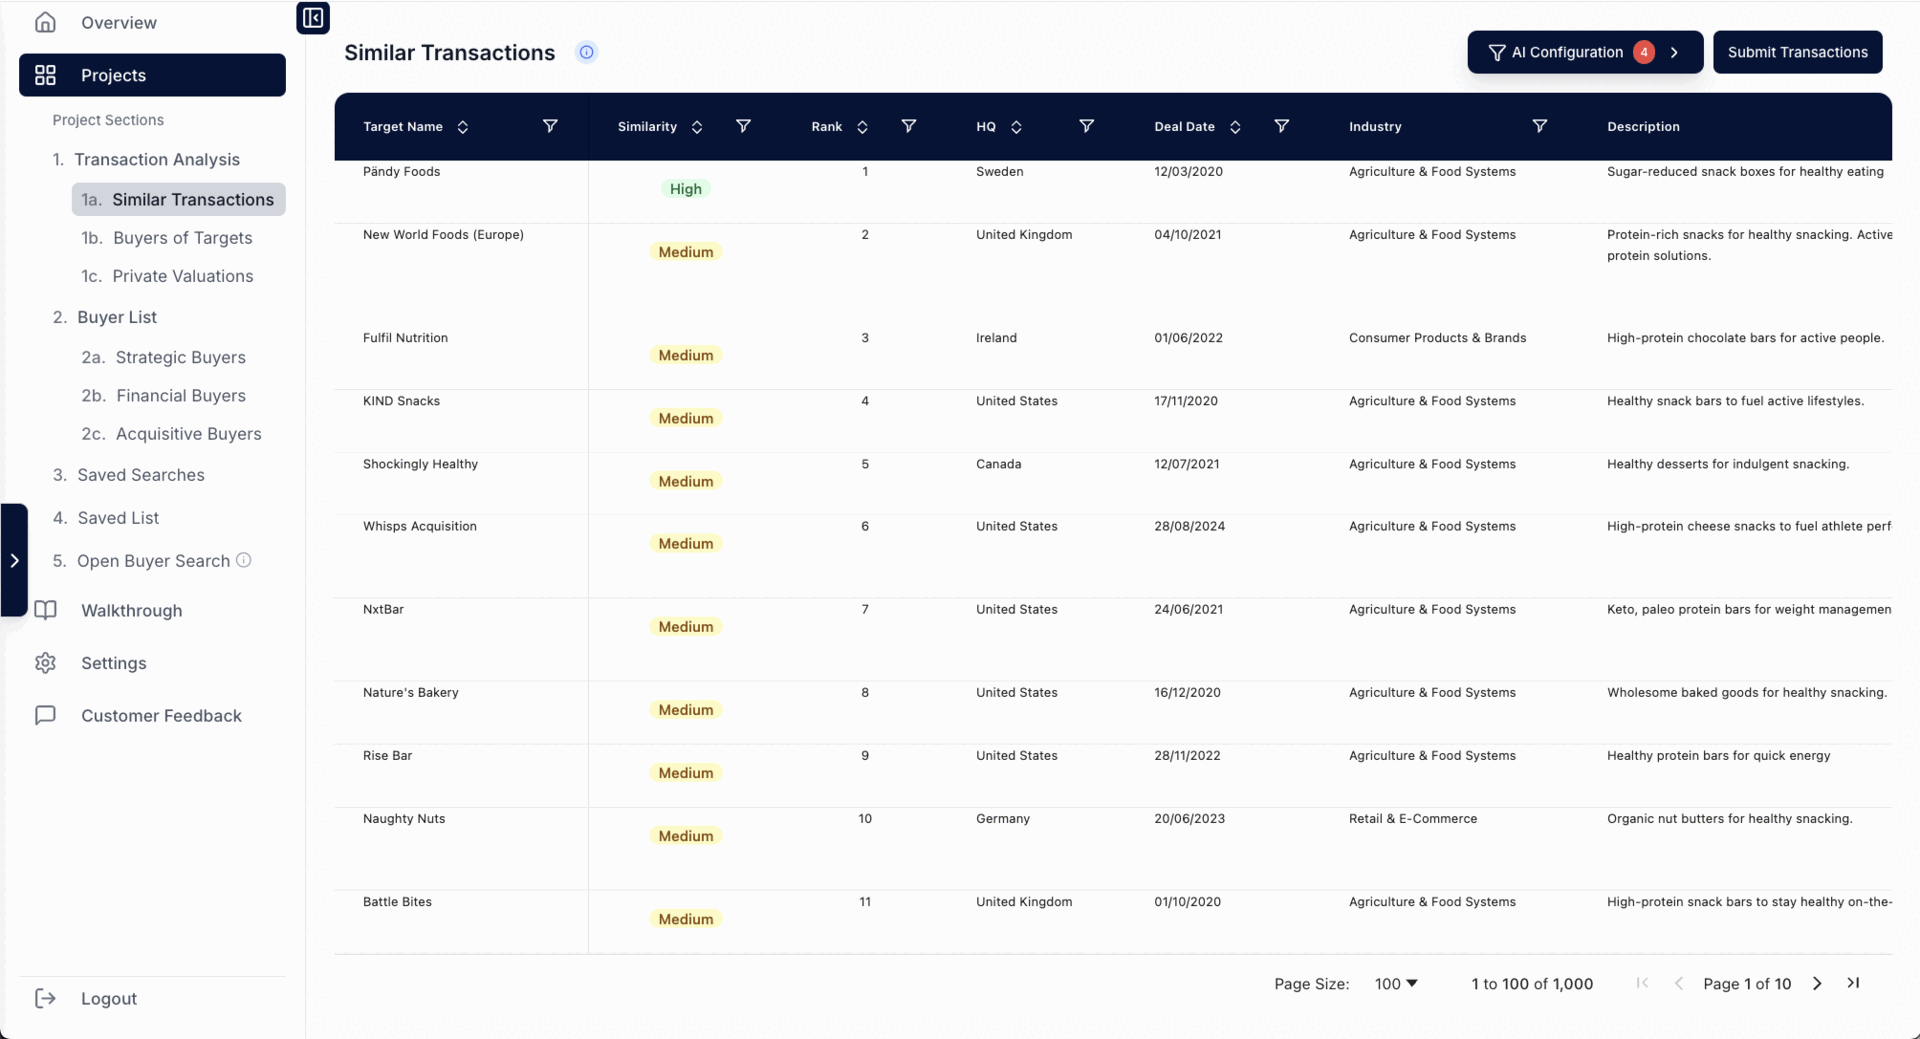 Overview
Projects
Project Sections
1. Transaction Analysis
1a. Similar Transactions
1b. Buyers of Targets
1c. Private Valuations
2. Buyer List
2a. Strategic Buyers
2b. Financial Buyers
2c. Acquisitive Buyers
3. Saved Searches
4. Saved List
5. Open Buyer Search
Walkthrough
Settings
Customer Feedback
Logout
Similar Transactions
AI Configuration 4
Submit Transactions
Target Name Similarity Rank HQ Deal Date Industry Description
Pändy Foods High 1 Sweden 12/03/2020 Agriculture & Food Systems Sugar-reduced snack boxes for healthy eating
New World Foods (Europe) Medium 2 United Kingdom 04/10/2021 Agriculture & Food Systems Protein-rich snacks for healthy snacking. Active
protein solutions.
Fulfil Nutrition Medium 3 Ireland 01/06/2022 Consumer Products & Brands High-protein chocolate bars for active people.
KIND Snacks Medium 4 United States 17/11/2020 Agriculture & Food Systems Healthy snack bars to fuel active lifestyles.
Shockingly Healthy Medium 5 Canada 12/07/2021 Agriculture & Food Systems Healthy desserts for indulgent snacking.
Whisps Acquisition Medium 6 United States 28/08/2024 Agriculture & Food Systems High-protein cheese snacks to fuel athlete perf
NxtBar Medium 7 United States 24/06/2021 Agriculture & Food Systems Keto, paleo protein bars for weight managemen
Nature's Bakery Medium 8 United States 16/12/2020 Agriculture & Food Systems Wholesome baked goods for healthy snacking.
Rise Bar Medium 9 United States 28/11/2022 Agriculture & Food Systems Healthy protein bars for quick energy
Naughty Nuts Medium 10 Germany 20/06/2023 Retail & E-Commerce Organic nut butters for healthy snacking.
Battle Bites Medium 11 United Kingdom 01/10/2020 Agriculture & Food Systems High-protein snack bars to stay healthy on-the-
Page Size: 100 1 to 100 of 1,000 Page 1 of 10